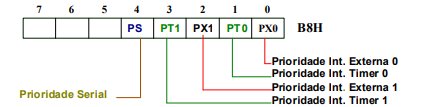 7 6 5 4 3 2 1 0
PS PT1 PX1 PT0 PX0 B8H
Prioridade Int. Externa 0
Prioridade Int. Timer 0
Prioridade Int. Externa 1
Prioridade Serial
Prioridade Int. Timer 1